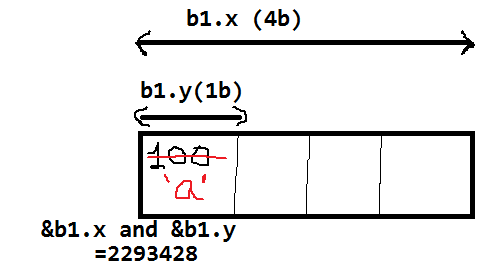 b1.x (4b)
b1.y(1b)
100
'a'
&b1.x and &b1.y
=2293428